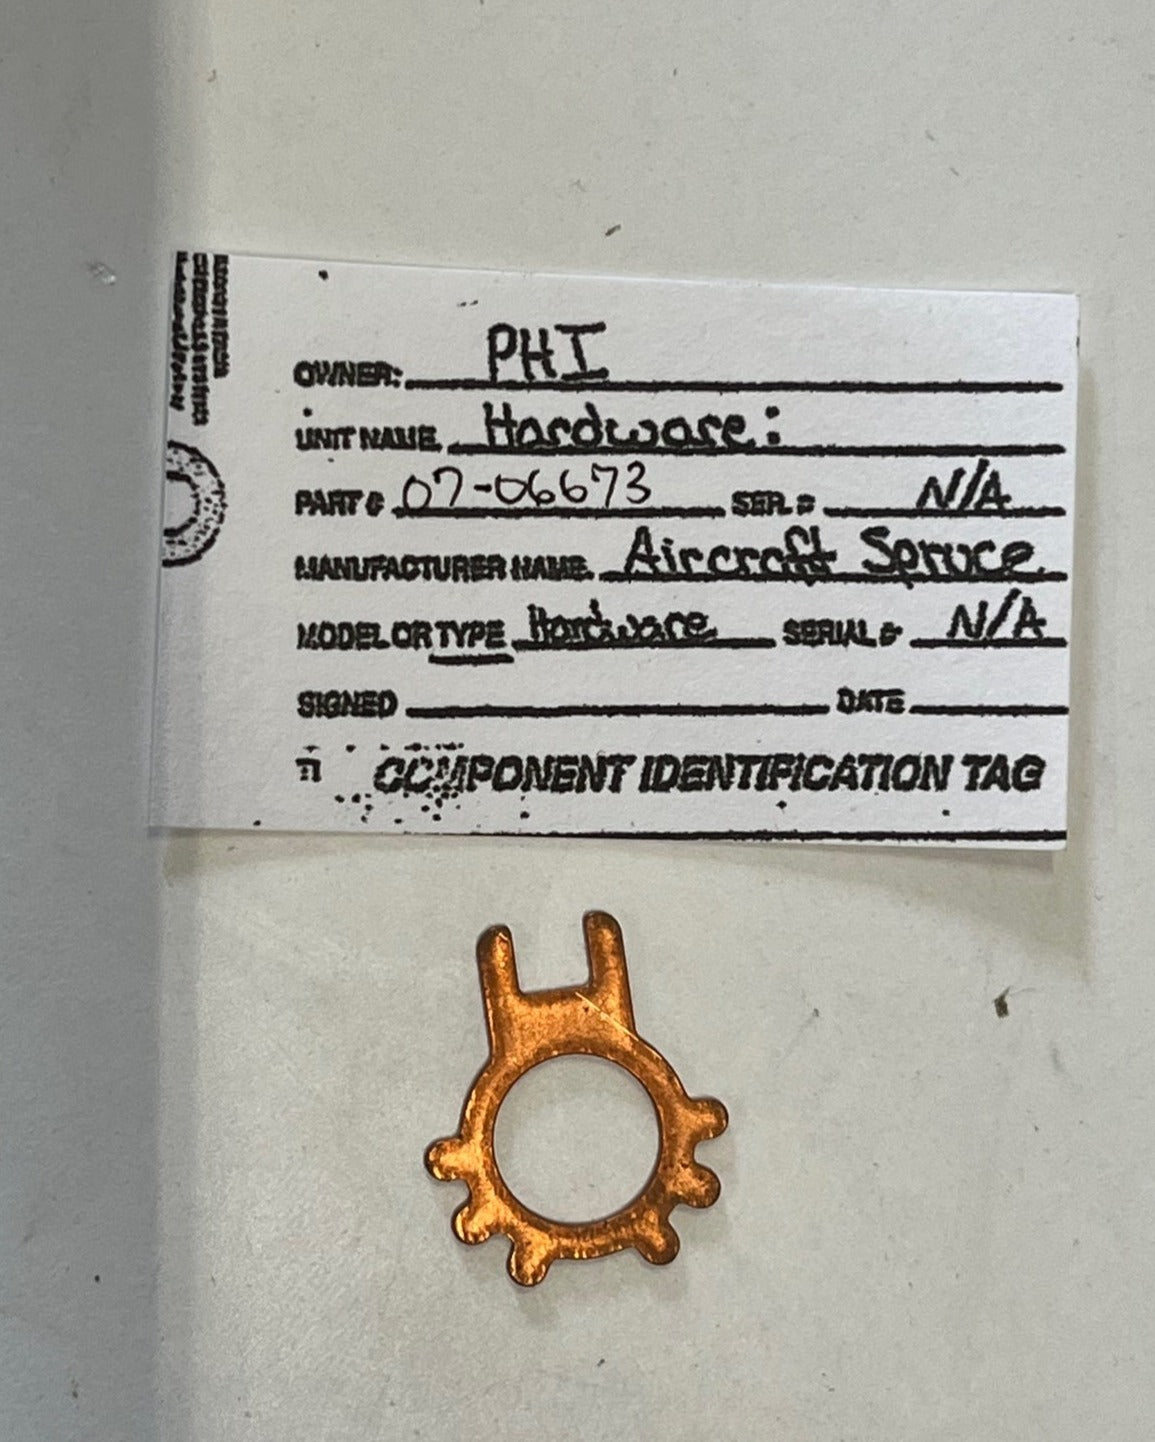 OWNER: PHI
UNIT NAME Hardware:
PART # 07-06673 SER. # N/A
MANUFACTURER NAME Aircraft Spruce
MODEL OR TYPE Hardware SERIAL # N/A
SIGNED DATE
COMPONENT IDENTIFICATION TAG